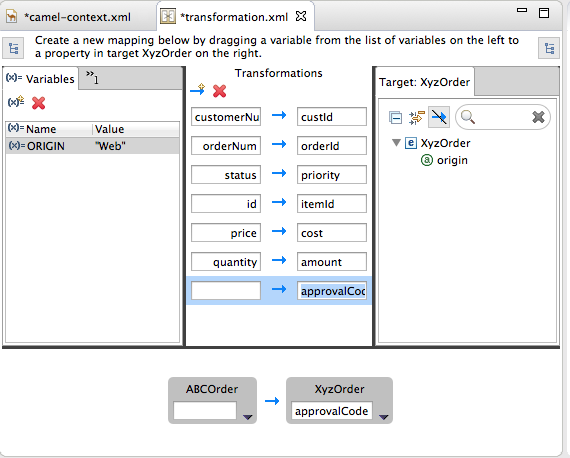 *camel-context.xml
*transformation.xml
Create a new mapping below by dragging a variable from the list of variables on the left to
a property in target XyzOrder on the right.
(x)= Variables
»1
Transformations
Target: XyzOrder
(x)= Name Value
(x)= ORIGIN "Web"
customerNu custId
orderNum orderId
status priority
id itemId
price cost
quantity amount
approvalCod
e XyzOrder
a origin
ABCOrder
XyzOrder
approvalCode